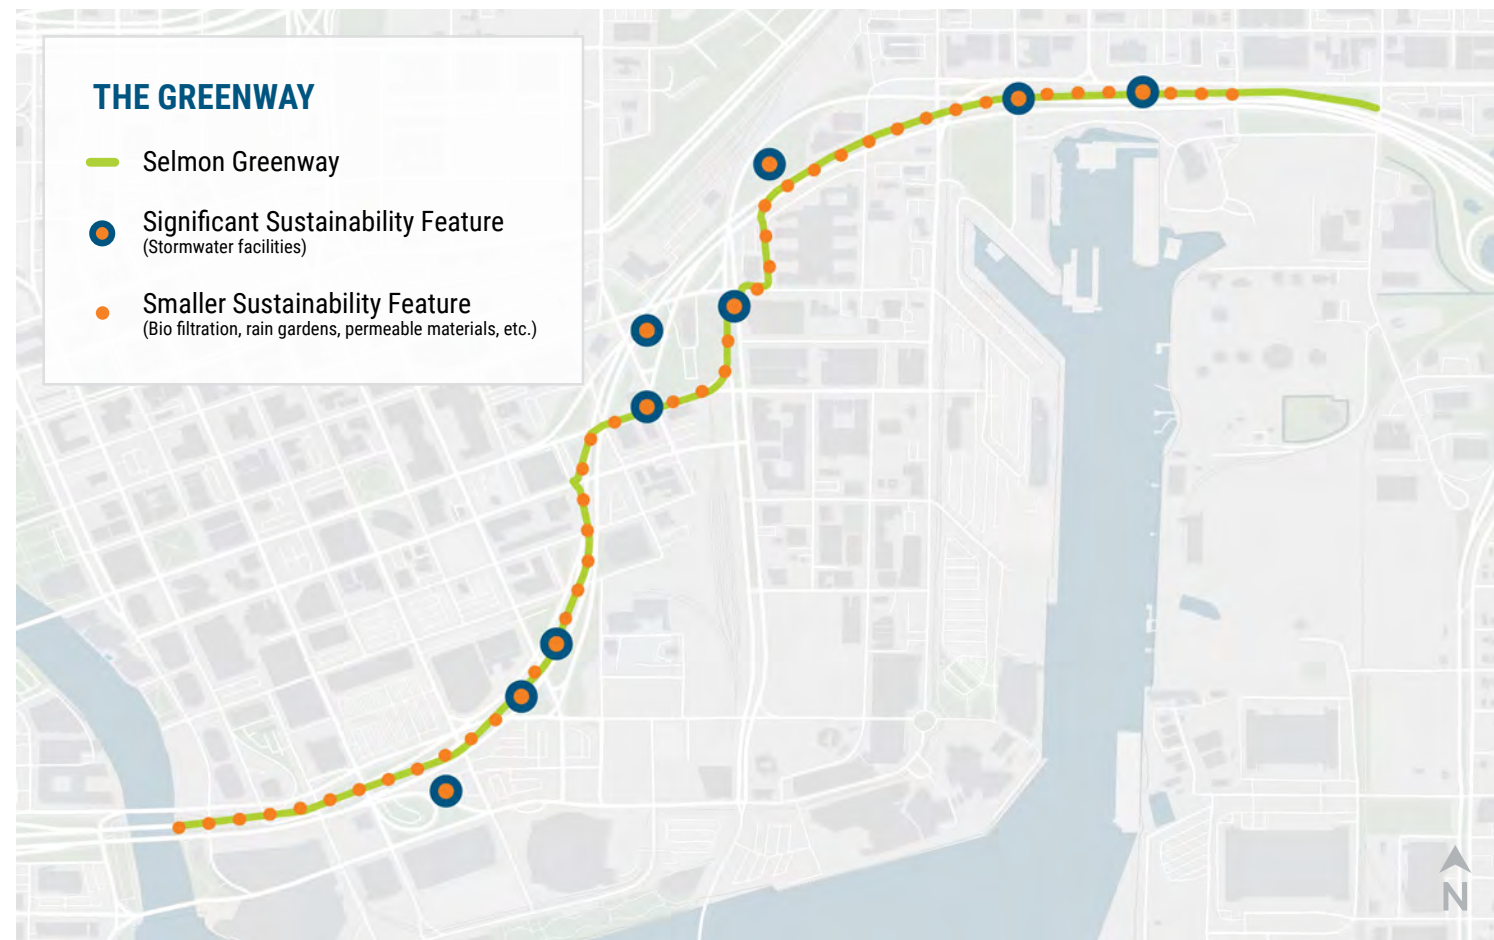 THE GREENWAY
Selmon Greenway
Significant Sustainability Feature
(Stormwater facilities)
Smaller Sustainability Feature
(Bio filtration, rain gardens, permeable materials, etc.)
N